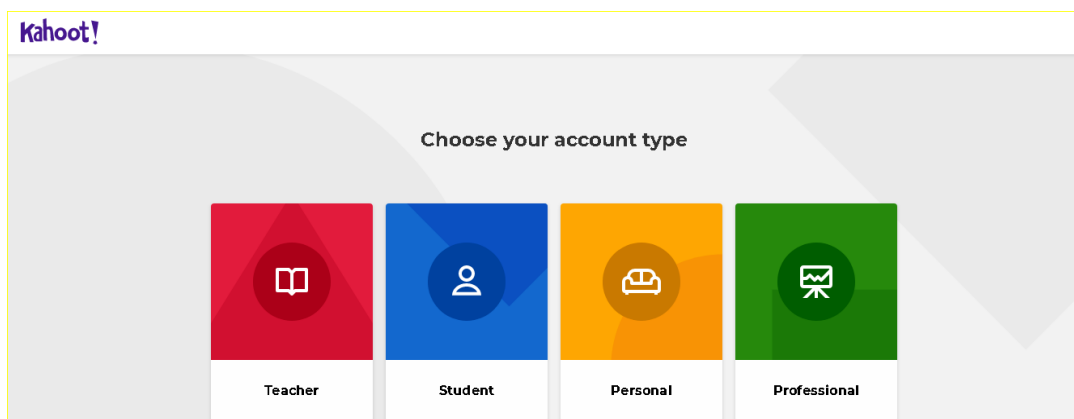 Kahoot!
Choose your account type
Teacher
Student
Personal
Professional